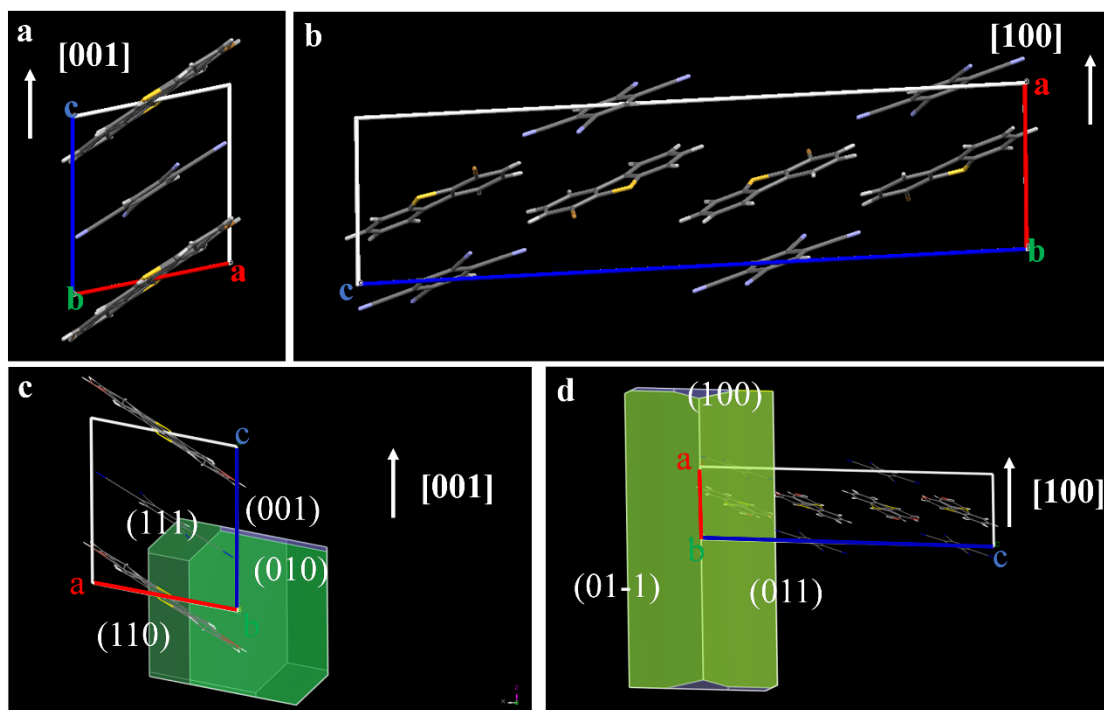 a
[001]
c
b
a
b
[100]
a
b
c
c
c
[001]
(111)
(001)
(010)
a
b
(110)
d
(100)
a
[100]
b
c
(01-1)
(011)